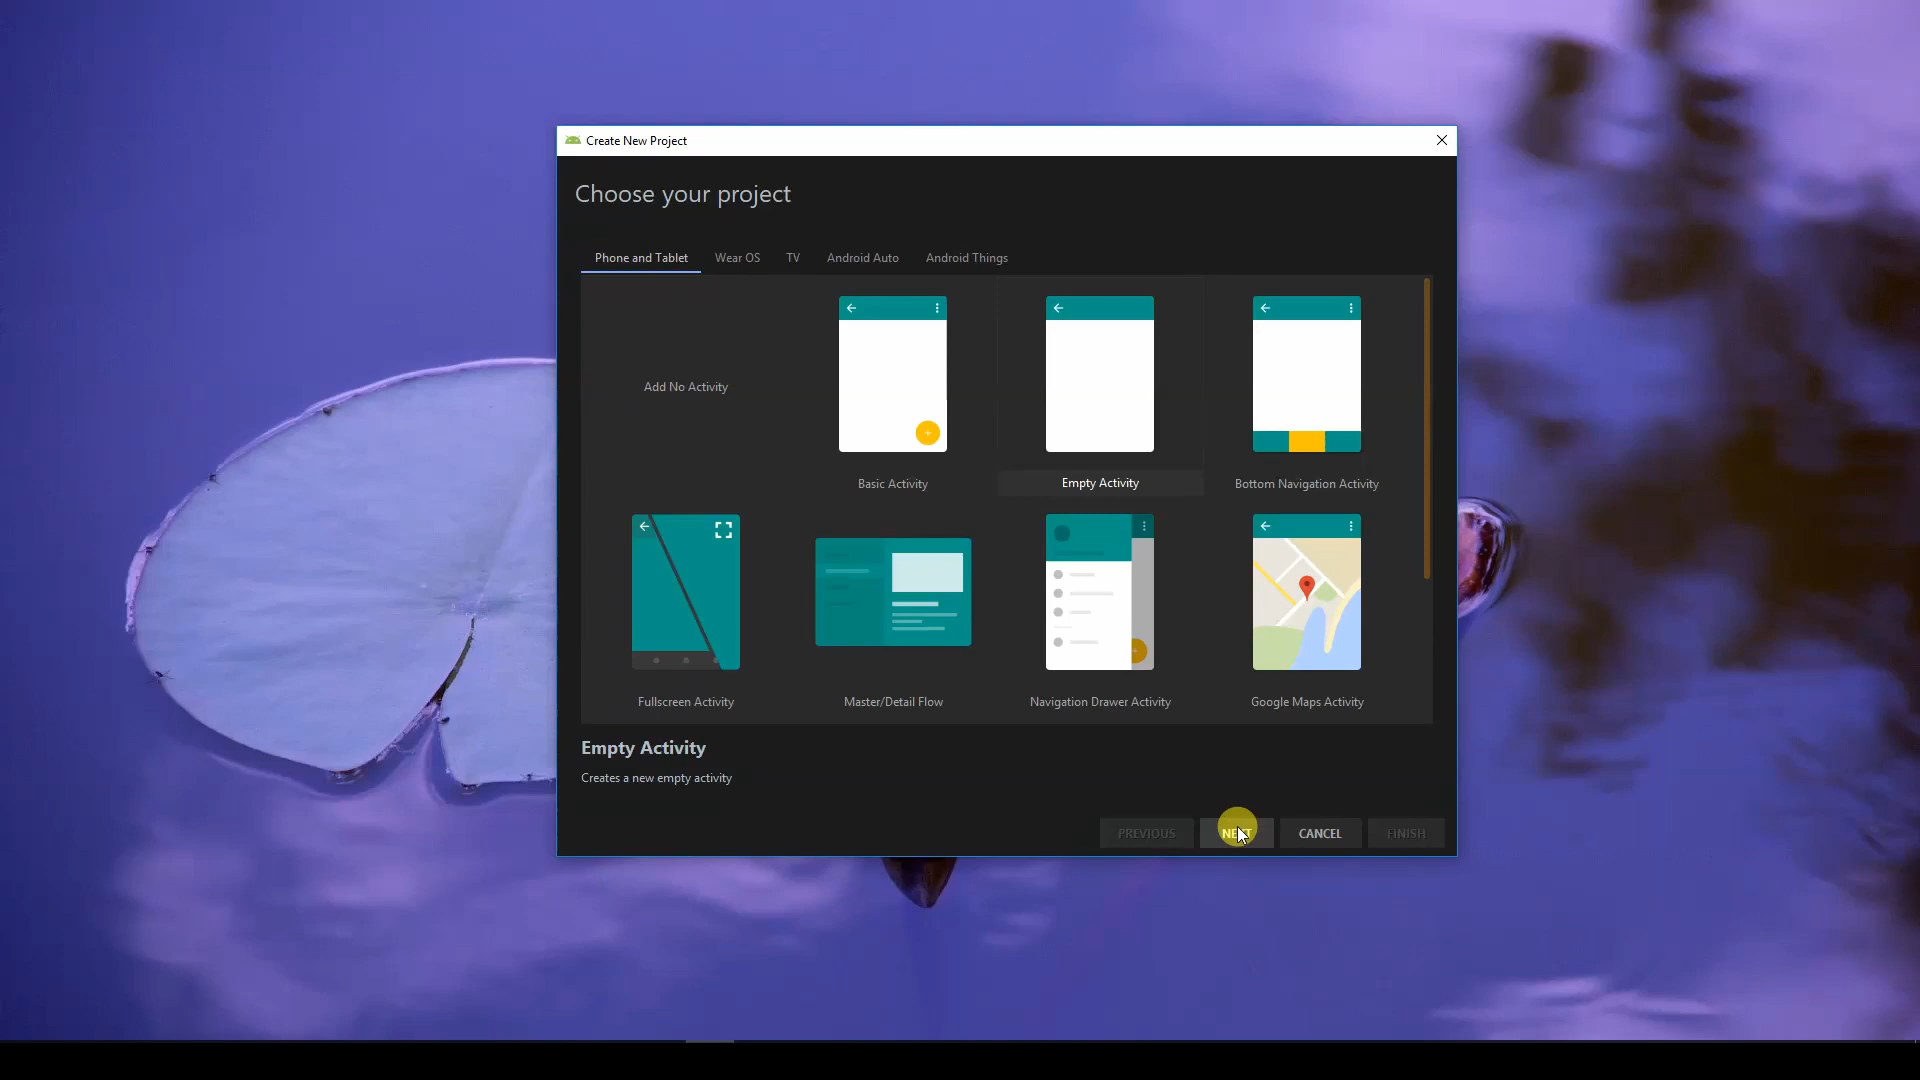 Create New Project
Choose your project
Phone and Tablet
Wear OS
TV
Android Auto
Android Things
Add No Activity
Basic Activity
Empty Activity
Bottom Navigation Activity
Fullscreen Activity
Master/Detail Flow
Navigation Drawer Activity
Google Maps Activity
Empty Activity
Creates a new empty activity
PREVIOUS
NEXT
CANCEL
FINISH